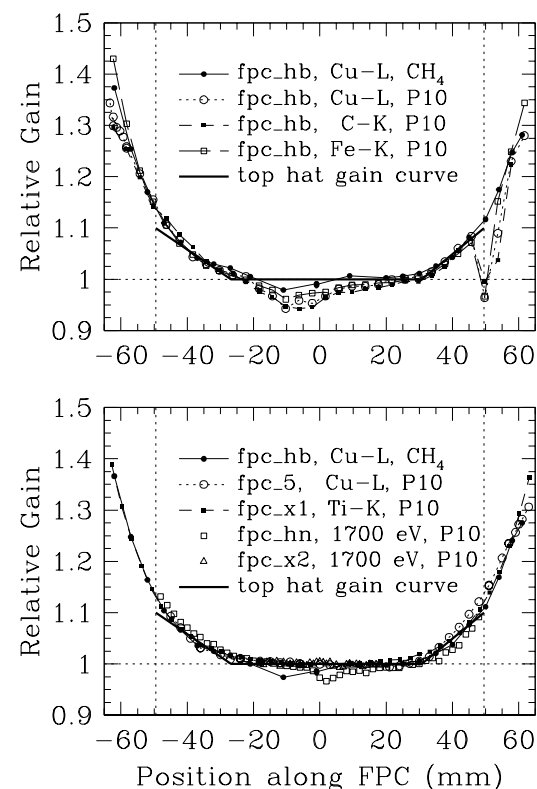 1.5
1.4
1.3
1.2
1.1
1
0.9
Relative Gain
fpc_hb, Cu-L, CH4
fpc_hb, Cu-L, P10
fpc_hb, C-K, P10
fpc_hb, Fe-K, P10
top hat gain curve
-60 -40 -20 0 20 40 60
1.5
1.4
1.3
1.2
1.1
1
0.9
Relative Gain
fpc_hb, Cu-L, CH4
fpc_5, Cu-L, P10
fpc_x1, Ti-K, P10
fpc_hn, 1700 eV, P10
fpc_x2, 1700 eV, P10
top hat gain curve
-60 -40 -20 0 20 40 60
Position along FPC (mm)